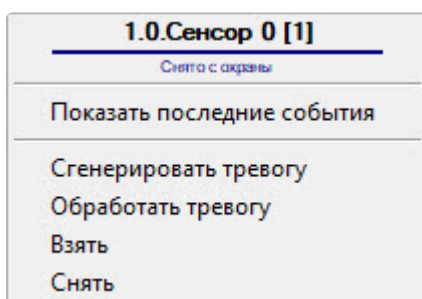 1.0.Сенсор 0 [1]
Снято с охраны
Показать последние события
Сгенерировать тревогу
Обработать тревогу
Взять
Снять